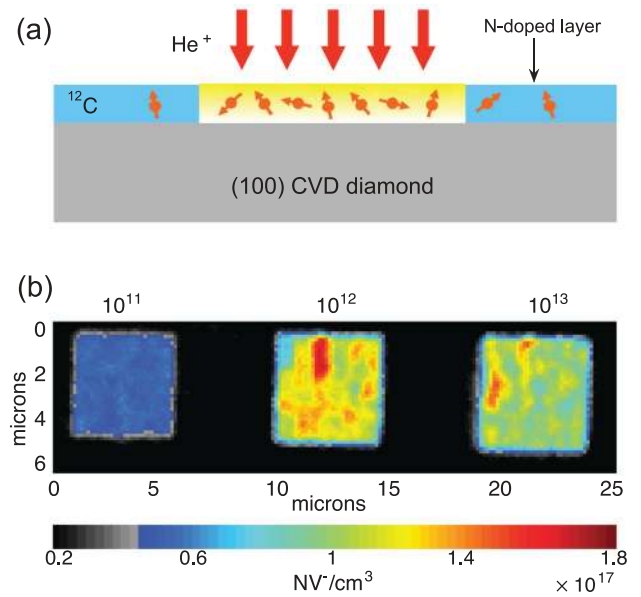 (a)
He⁺
N-doped layer
¹²C
(100) CVD diamond
(b)
10¹¹ 10¹² 10¹³
0
2
4
6
microns
0 5 10 15 20 25
microns
0.2 0.6 1 1.4 1.8
NV⁻/cm³ × 10¹⁷